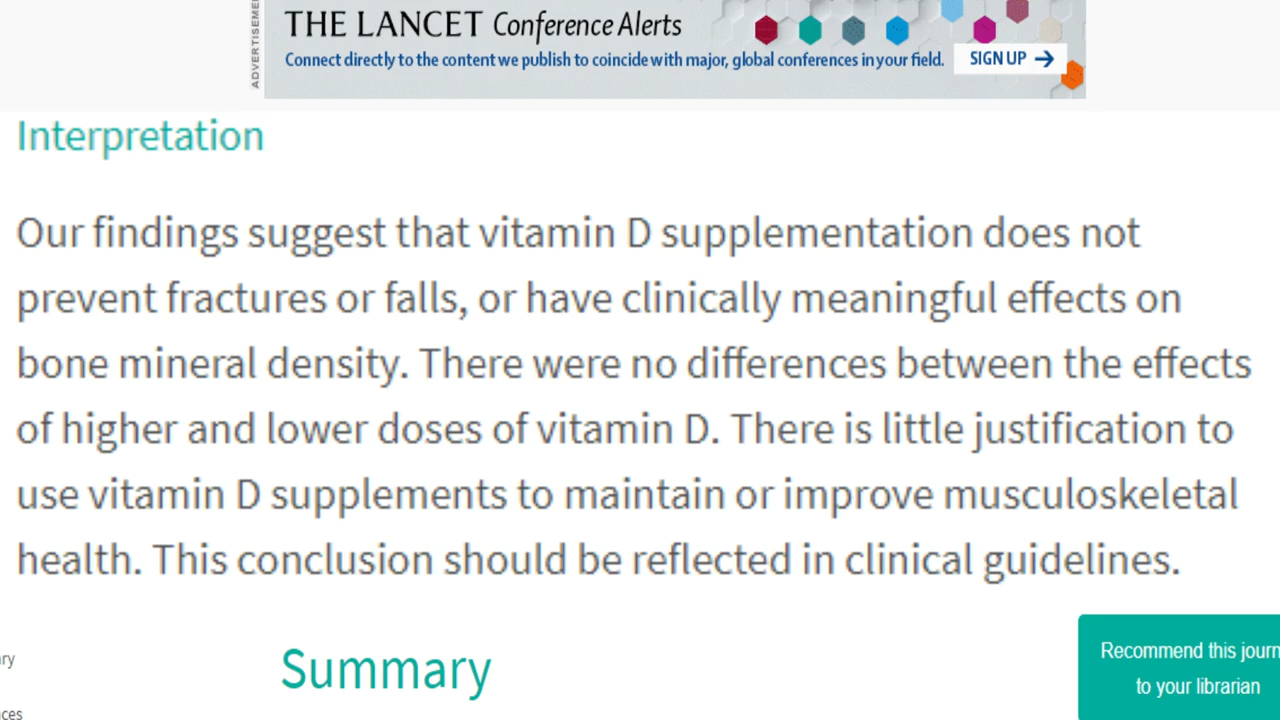 ADVERTISEMEN
THE LANCET Conference Alerts
Connect directly to the content we publish to coincide with major, global conferences in your field.
SIGN UP
Interpretation
Our findings suggest that vitamin D supplementation does not
prevent fractures or falls, or have clinically meaningful effects on
bone mineral density. There were no differences between the effects
of higher and lower doses of vitamin D. There is little justification to
use vitamin D supplements to maintain or improve musculoskeletal
health. This conclusion should be reflected in clinical guidelines.
ary
Summary
Recommend this journ
to your librarian
ces